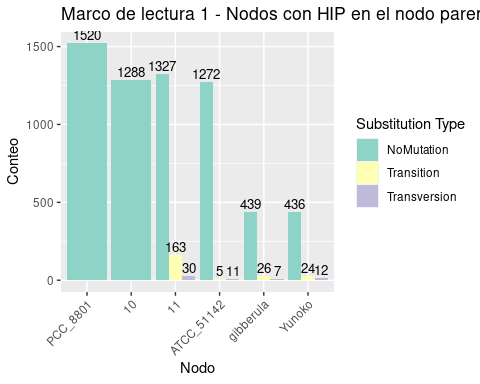 Marco de lectura 1 - Nodos con HIP en el nodo paren
Conteo
1500
1000
500
0
1520
1288
1327
163
30
1272
5
11
439
26
7
436
24
12
PCC_8801
10
11
ATCC_51142
gibberula
Yunoko
Nodo
Substitution Type
NoMutation
Transition
Transversion